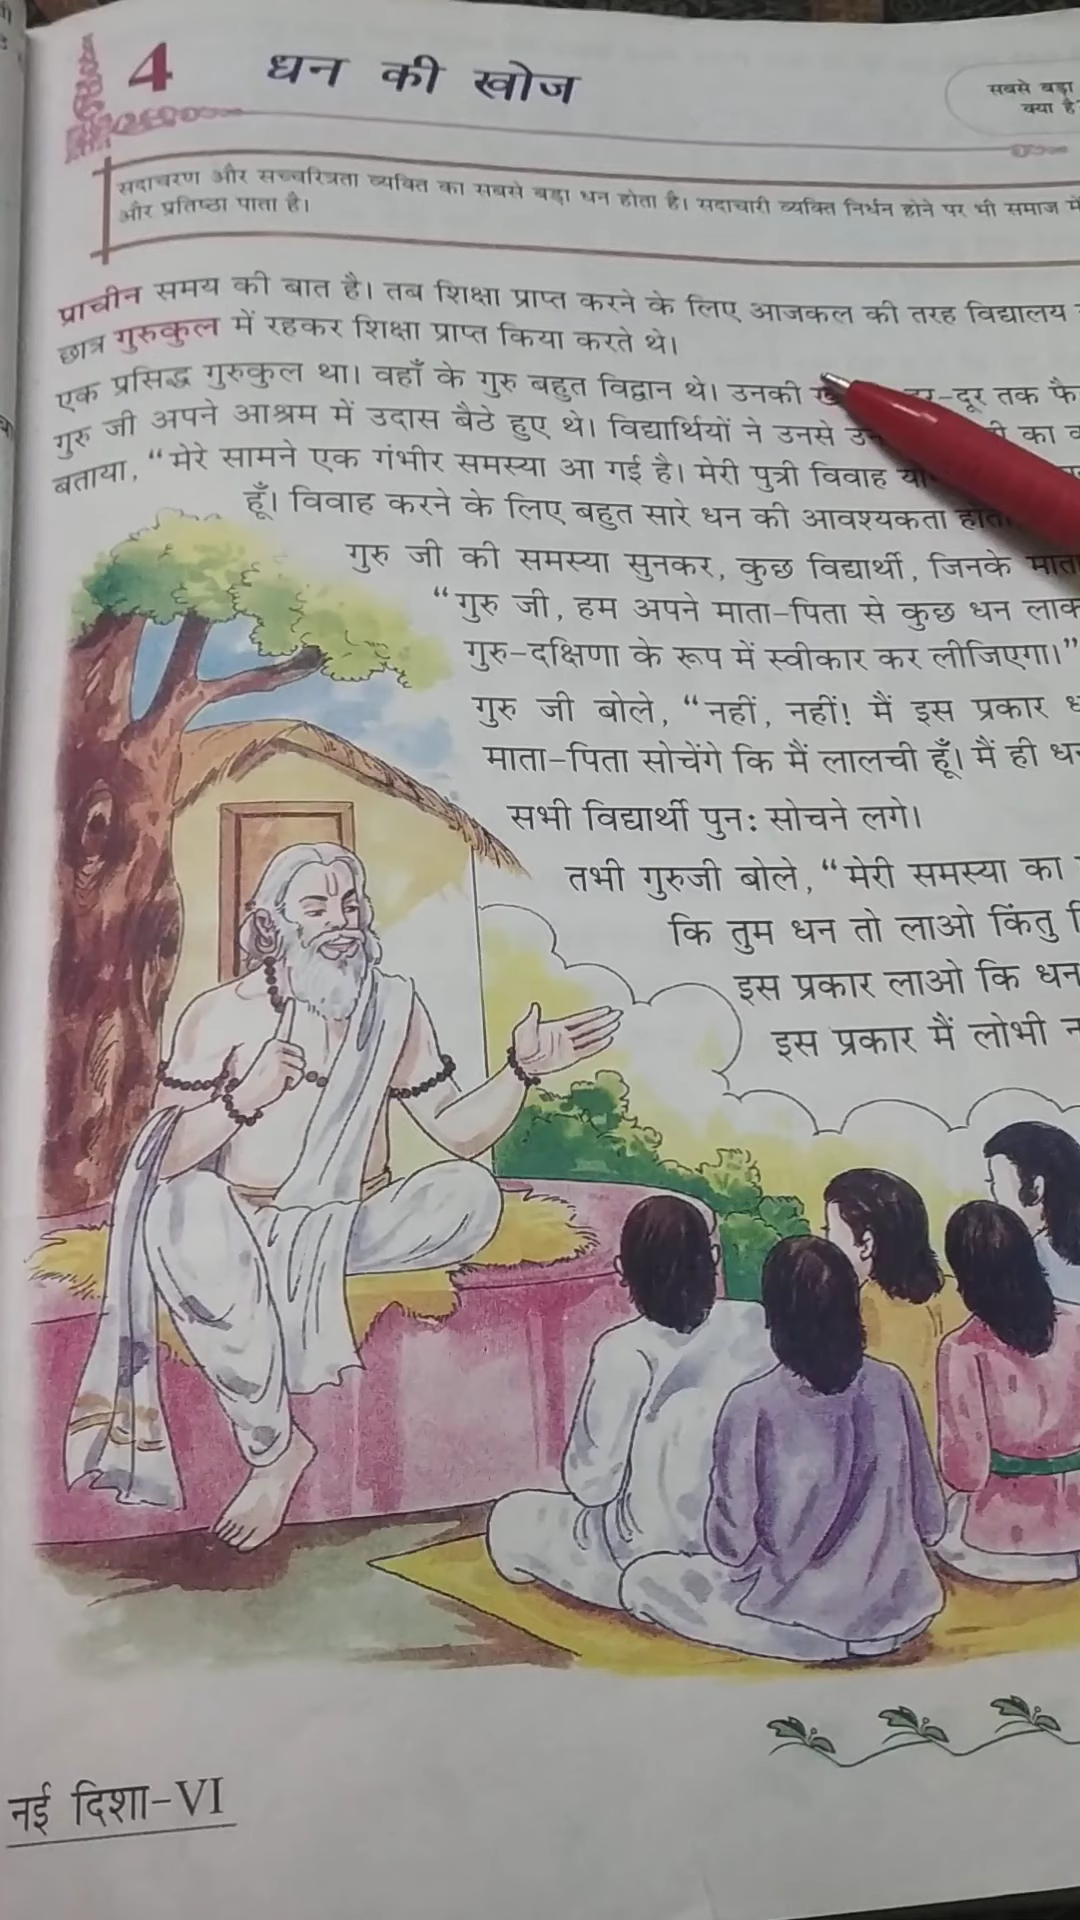 4 धन की खोज
सबसे बड़ा
क्या है
सदाचरण और सच्चरित्रता व्यक्ति का सबसे बड़ा धन होता है। सदाचारी व्यक्ति निर्धन होने पर भी समाज में
और प्रतिष्ठा पाता है।
प्राचीन समय की बात है। तब शिक्षा प्राप्त करने के लिए आजकल की तरह विद्यालय
छात्र गुरुकुल में रहकर शिक्षा प्राप्त किया करते थे।
एक प्रसिद्ध गुरुकुल था। वहाँ के गुरु बहुत विद्वान थे। उनकी दूर-दूर तक
गुरु जी अपने आश्रम में उदास बैठे हुए थे। विद्यार्थियों ने उनसे का
बताया, “मेरे सामने एक गंभीर समस्या आ गई है। मेरी पुत्री विवाह
हूँ। विवाह करने के लिए बहुत सारे धन की आवश्यकता
गुरु जी की समस्या सुनकर, कुछ विद्यार्थी, जिनके माता
“गुरु जी, हम अपने माता-पिता से कुछ धन
गुरु-दक्षिणा के रूप में स्वीकार कर लीजिएगा।”
गुरु जी बोले, “नहीं, नहीं! मैं इस प्रकार
माता-पिता सोचेंगे कि मैं लालची हूँ। मैं ही
सभी विद्यार्थी पुनः सोचने लगे।
तभी गुरुजी बोले, “मेरी समस्या का
कि तुम धन तो लाओ किंतु
इस प्रकार लाओ कि धन
इस प्रकार मैं लोभी
नई दिशा-VI